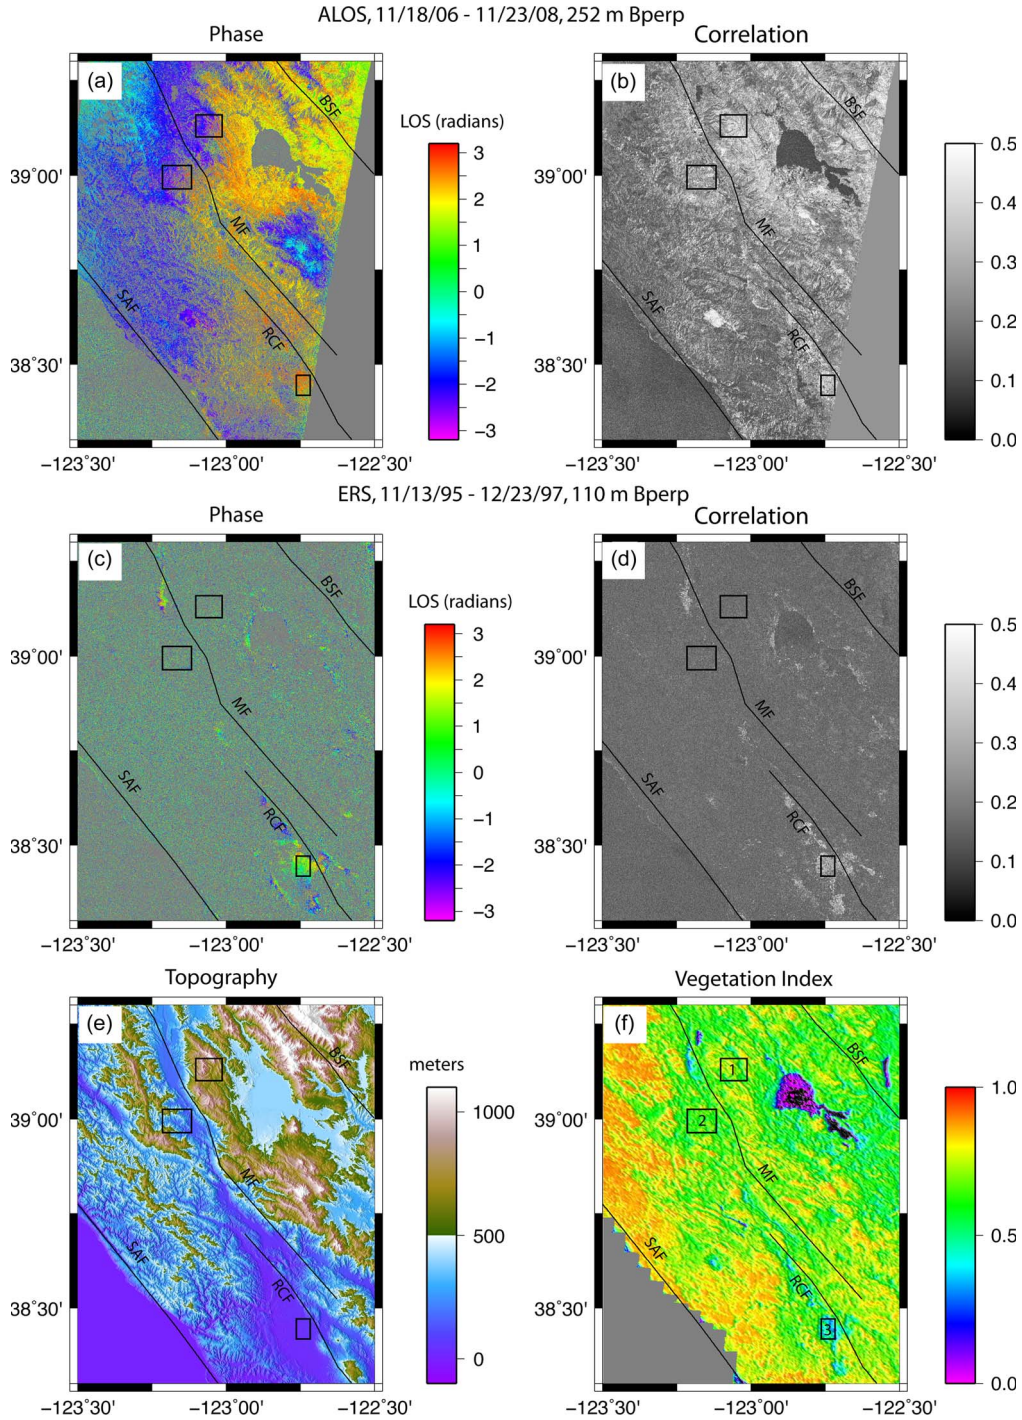 ALOS, 11/18/06 - 11/23/08, 252 m Bperp
Phase
Correlation
(a)
BSF
MF
SAF
RCF
39°00'
38°30'
−123°30'
−123°00'
−122°30'
LOS (radians)
3
2
1
0
−1
−2
−3
(b)
BSF
MF
SAF
RCF
39°00'
38°30'
−123°30'
−123°00'
−122°30'
0.5
0.4
0.3
0.2
0.1
0.0
ERS, 11/13/95 - 12/23/97, 110 m Bperp
Phase
Correlation
(c)
BSF
MF
SAF
RCF
39°00'
38°30'
−123°30'
−123°00'
−122°30'
LOS (radians)
3
2
1
0
−1
−2
−3
(d)
BSF
MF
SAF
RCF
39°00'
38°30'
−123°30'
−123°00'
−122°30'
0.5
0.4
0.3
0.2
0.1
0.0
Topography
Vegetation Index
(e)
BSF
MF
SAF
RCF
39°00'
38°30'
−123°30'
−123°00'
−122°30'
meters
1000
500
0
(f)
1
2
3
BSF
MF
SAF
RCF
39°00'
38°30'
−123°30'
−123°00'
−122°30'
1.0
0.5
0.0